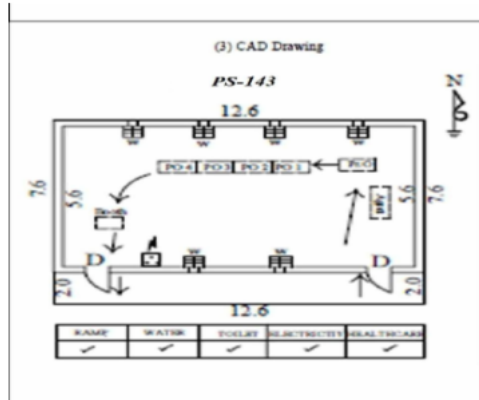 (3) CAD Drawing
PS-143
N
12.6
W W W W
7.6 5.6 PO 4 PO 3 PO 2 PO 1 5.6 7.6
Booth
D W W D
2.0 2.0
12.6
RAMP WATER TOILET ELECTRICITY HEALTHCARE